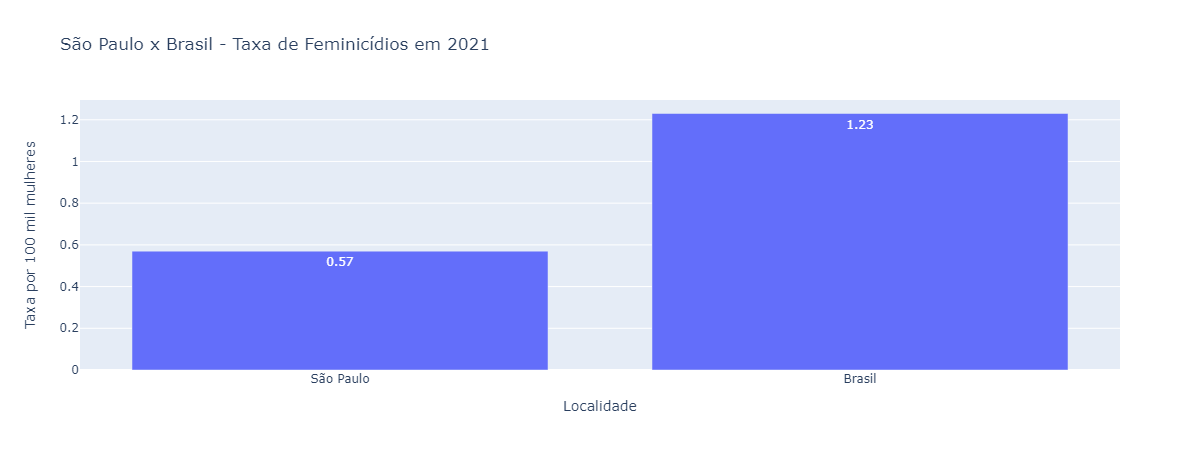 São Paulo x Brasil - Taxa de Feminicídios em 2021
Taxa por 100 mil mulheres
1.2
1
0.8
0.6
0.4
0.2
0
0.57
1.23
São Paulo
Brasil
Localidade